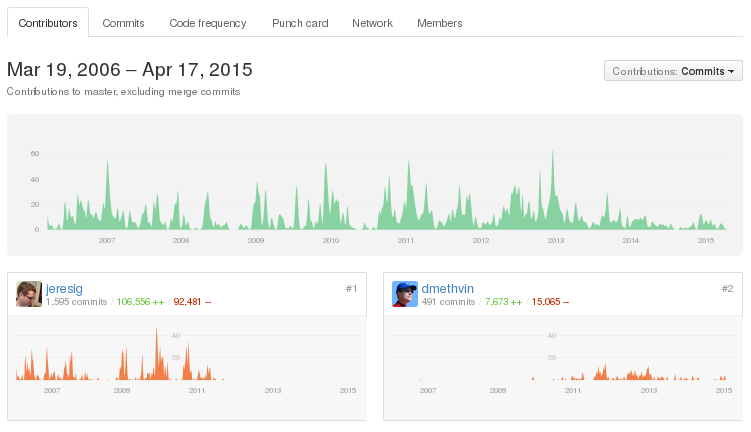 Contributors Commits Code frequency Punch card Network Members
Mar 19, 2006 – Apr 17, 2015
Contributions: Commits
Contributions to master, excluding merge commits
60
40
20
0
2007 2008 2009 2010 2011 2012 2013 2014 2015
jeresig #1
1,595 commits / 106,556 ++ / 92,481 --
40
20
2007 2009 2011 2013 2015
dmethvin #2
491 commits / 7,673 ++ / 15,065 --
40
20
2007 2009 2011 2013 2015